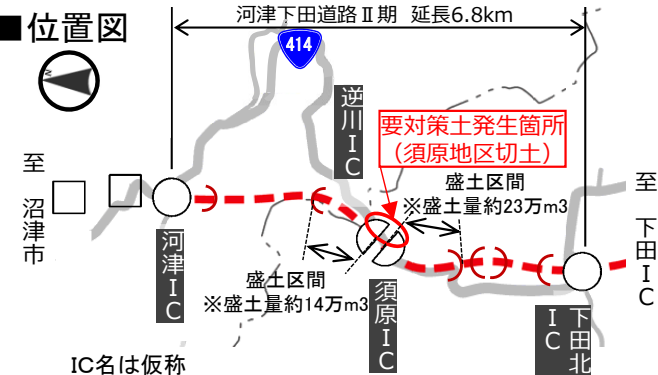 ■位置図
河津下田道路Ⅱ期 延長6.8km
414
N
逆川IC
要対策土発生箇所
（須原地区切土）
盛土区間
※盛土量約23万m3
至 沼津市
至 下田IC
河津IC
盛土区間
※盛土量約14万m3
須原IC
下田北IC
IC名は仮称